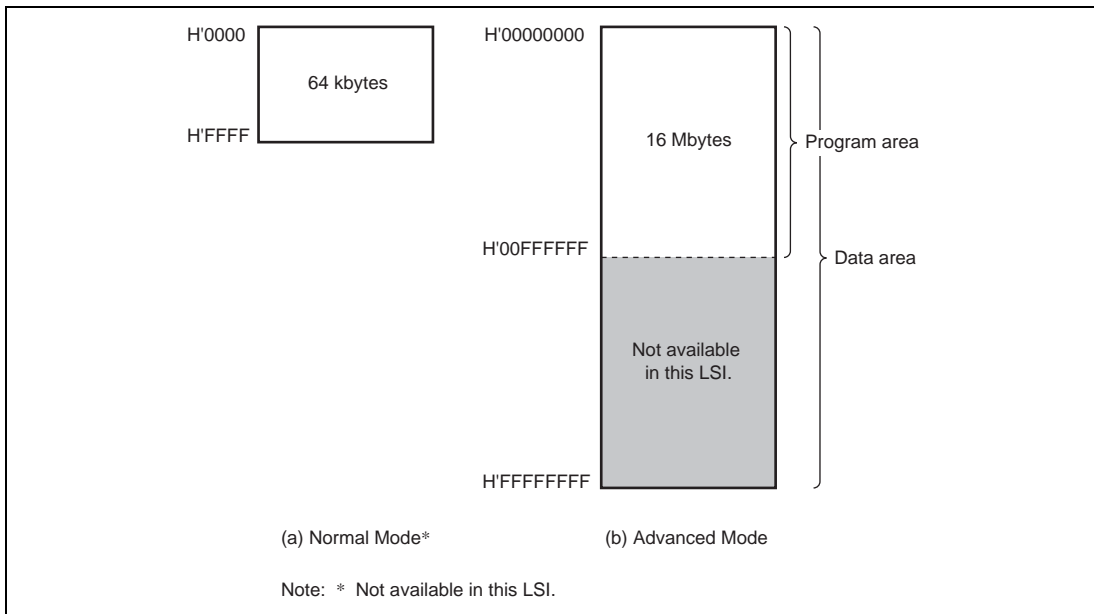 H'0000
64 kbytes
H'FFFF
H'00000000
16 Mbytes
Program area
H'00FFFFFF
Data area
Not available
in this LSI.
H'FFFFFFFF
(a) Normal Mode*
(b) Advanced Mode
Note: * Not available in this LSI.